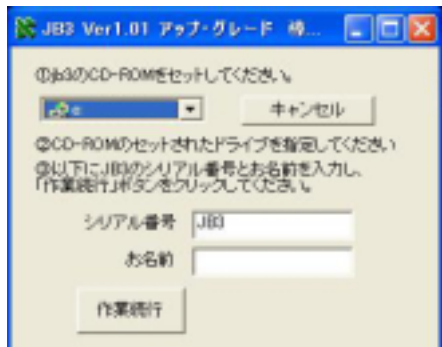 JB3 Ver1.01 アップ・グレード
①jb3のCD-ROMをセットしてください。
e
キャンセル
②CD-ROMのセットされたドライブを指定してください
③以下にJB3のシリアル番号とお名前を入力し、
「作業続行」ボタンをクリックしてください。
シリアル番号 JB3
お名前
作業続行